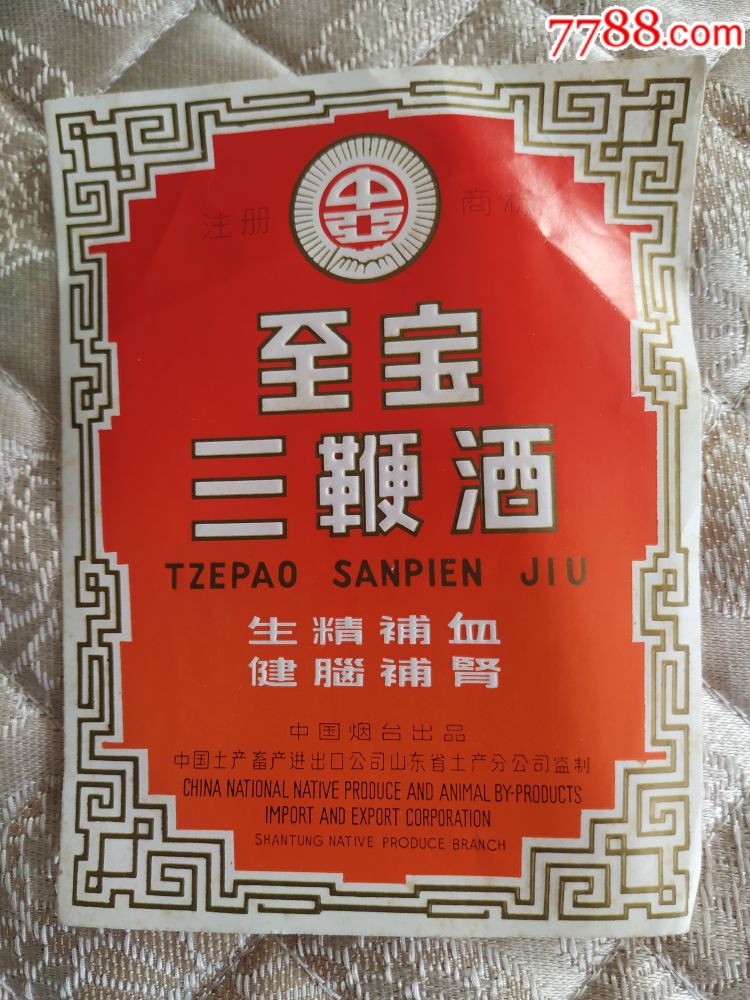 7788.com
注册 商标
中亚
至宝
三鞭酒
TZEPAO SANPIEN JIU
生精補血
健腦補腎
中国烟台出品
中国土产畜产进出口公司山东省土产分公司监制
CHINA NATIONAL NATIVE PRODUCE AND ANIMAL BY-PRODUCTS
IMPORT AND EXPORT CORPORATION
SHANTUNG NATIVE PRODUCE BRANCH